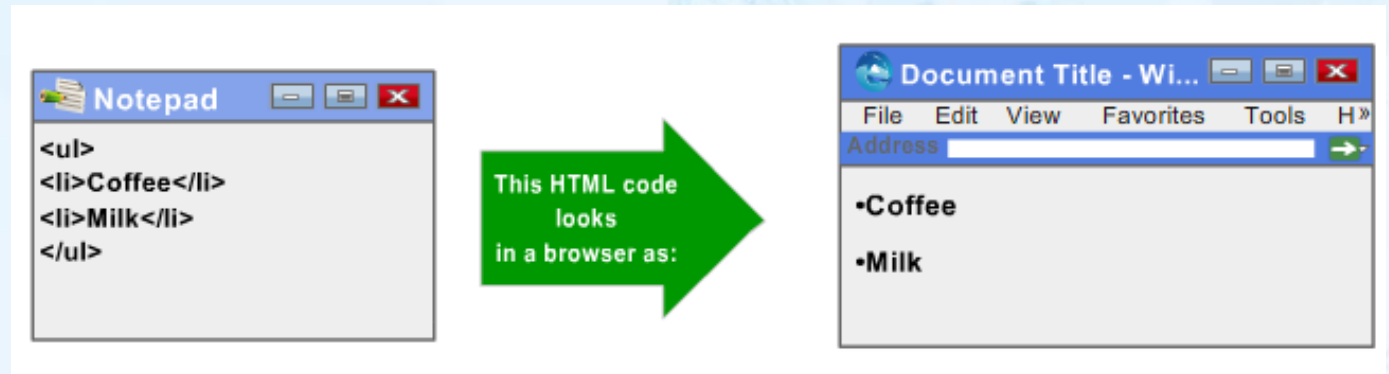 Notepad
<ul>
<li>Coffee</li>
<li>Milk</li>
</ul>
This HTML code
looks
in a browser as:
Document Title - Wi...
File Edit View Favorites Tools H»
Address
•Coffee
•Milk